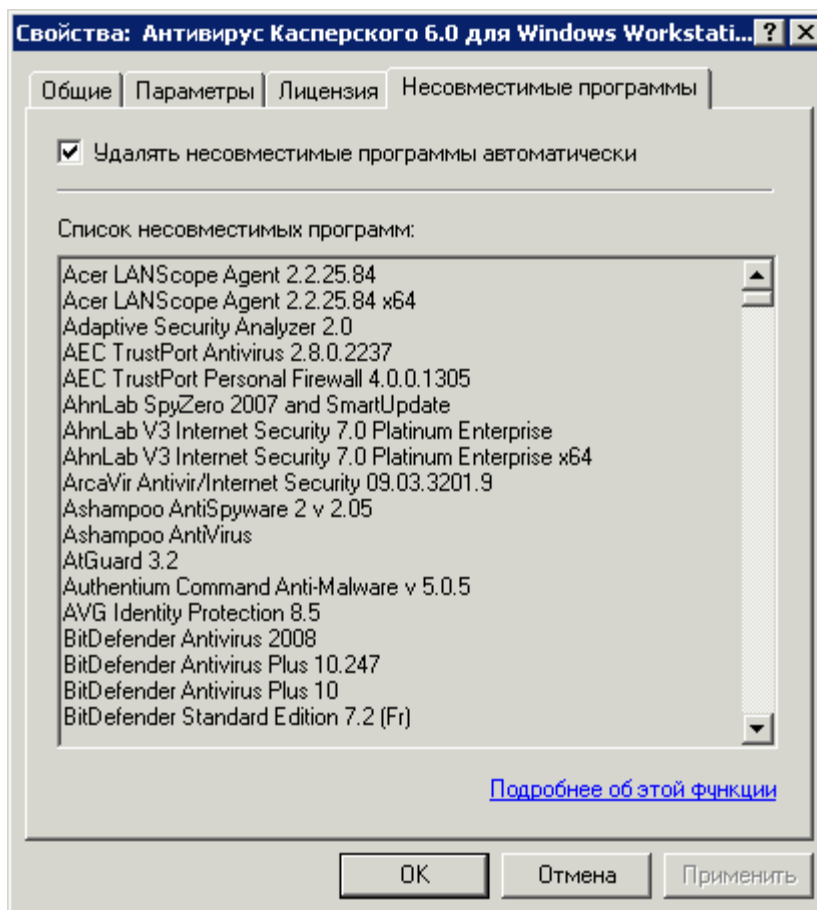 Свойства: Антивирус Касперского 6.0 для Windows Workstati...
Общие Параметры Лицензия Несовместимые программы
Удалять несовместимые программы автоматически
Список несовместимых программ:
Acer LANScope Agent 2.2.25.84
Acer LANScope Agent 2.2.25.84 x64
Adaptive Security Analyzer 2.0
AEC TrustPort Antivirus 2.8.0.2237
AEC TrustPort Personal Firewall 4.0.0.1305
AhnLab SpyZero 2007 and SmartUpdate
AhnLab V3 Internet Security 7.0 Platinum Enterprise
AhnLab V3 Internet Security 7.0 Platinum Enterprise x64
ArcaVir Antivir/Internet Security 09.03.3201.9
Ashampoo AntiSpyware 2 v 2.05
Ashampoo AntiVirus
AtGuard 3.2
Authentium Command Anti-Malware v 5.0.5
AVG Identity Protection 8.5
BitDefender Antivirus 2008
BitDefender Antivirus Plus 10.247
BitDefender Antivirus Plus 10
BitDefender Standard Edition 7.2 (Fr)
Подробнее об этой функции
OK Отмена Применить